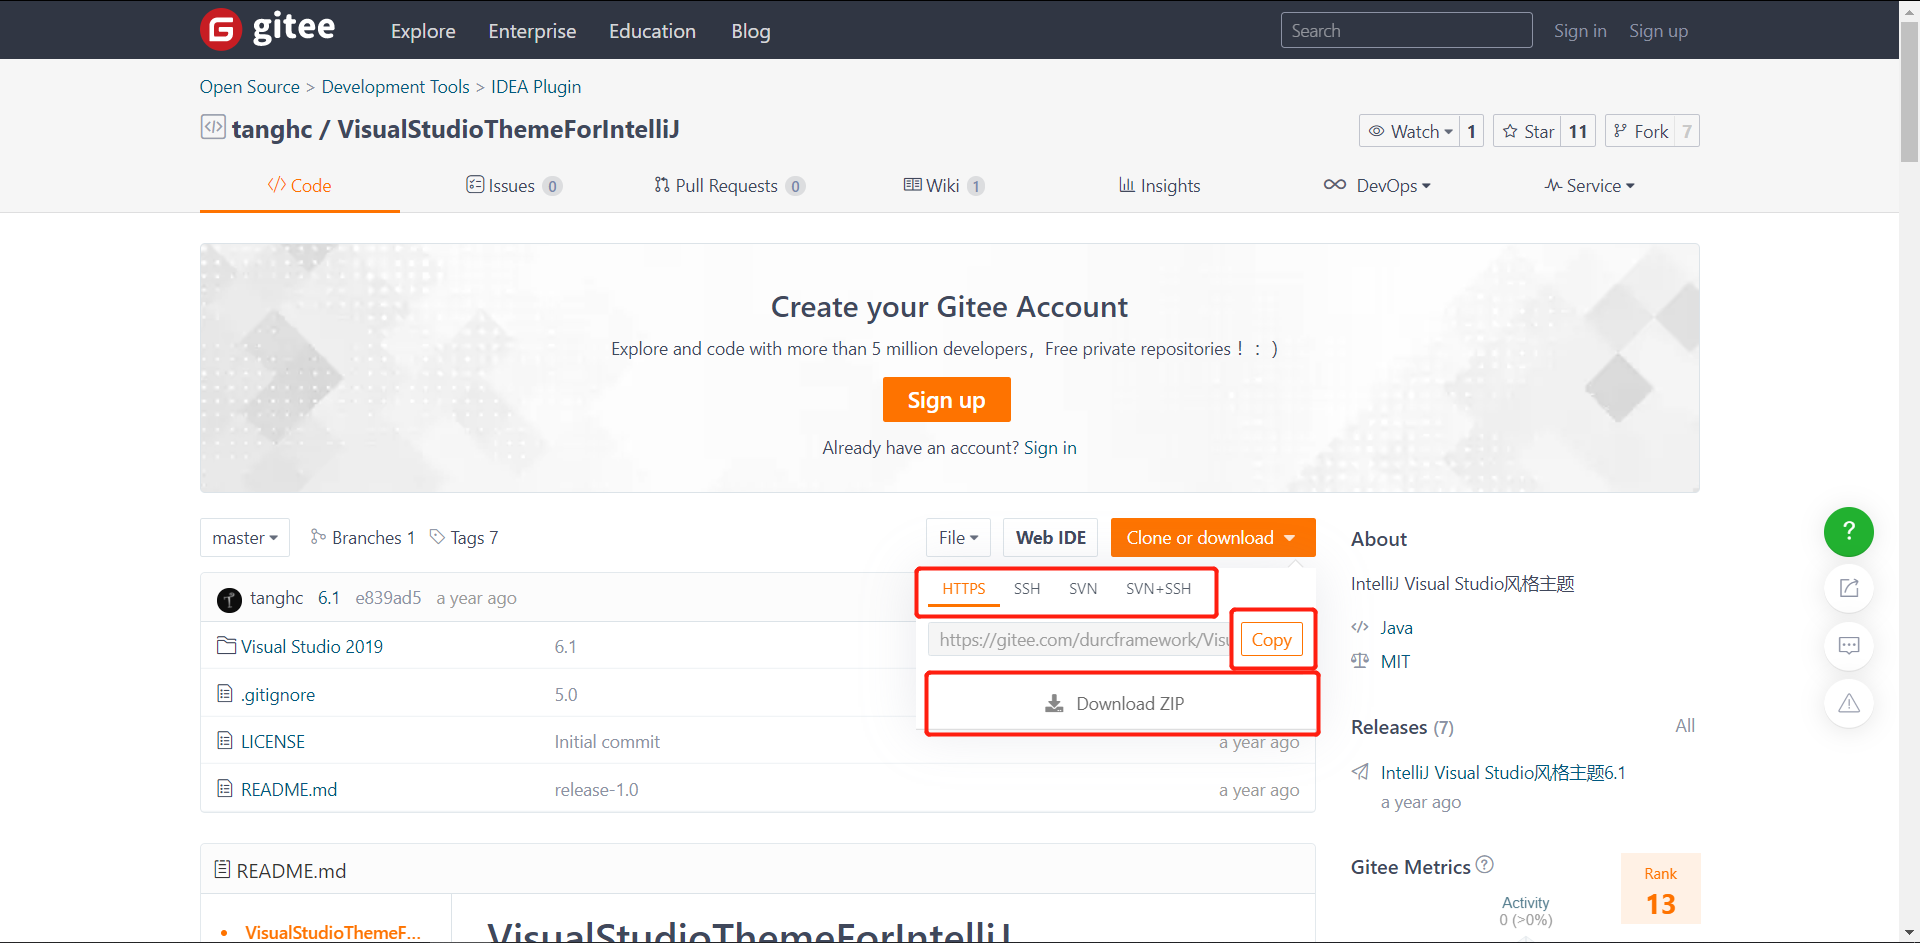 gitee Explore Enterprise Education Blog Search Sign in Sign up
Open Source > Development Tools > IDEA Plugin
tanghc / VisualStudioThemeForIntelliJ
Watch 1 Star 11 Fork 7
Code Issues 0 Pull Requests 0 Wiki 1 Insights DevOps Service
Create your Gitee Account
Explore and code with more than 5 million developers，Free private repositories ！：)
Sign up
Already have an account? Sign in
master Branches 1 Tags 7 File Web IDE Clone or download
HTTPS SSH SVN SVN+SSH
https://gitee.com/durcframework/Visu Copy
Download ZIP
tanghc 6.1 e839ad5 a year ago
Visual Studio 2019 6.1
.gitignore 5.0
LICENSE Initial commit a year ago
README.md release-1.0 a year ago
README.md
VisualStudioThemeF...
VisualStudioThemeForIntelliJ
About
IntelliJ Visual Studio风格主题
Java
MIT
Releases (7) All
IntelliJ Visual Studio风格主题6.1
a year ago
Gitee Metrics ?
Rank
13
Activity
0 (>0%)
?